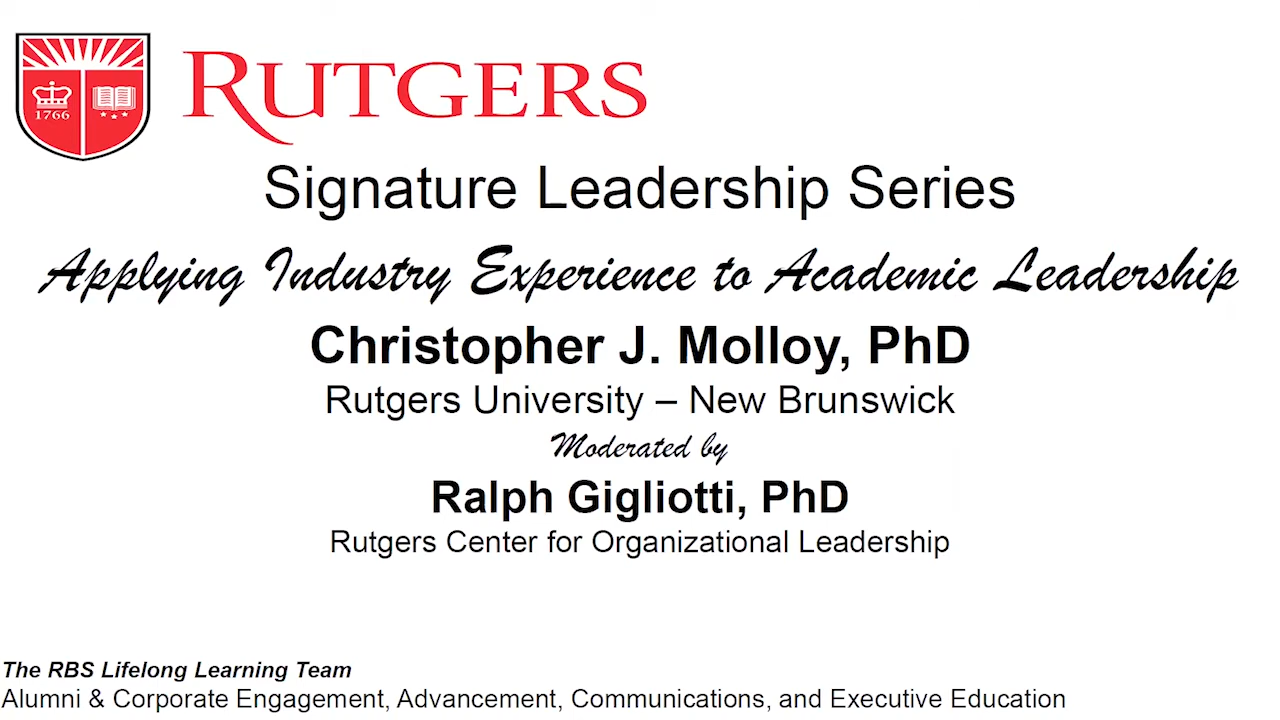 1766
RUTGERS
Signature Leadership Series
Applying Industry Experience to Academic Leadership
Christopher J. Molloy, PhD
Rutgers University – New Brunswick
Moderated by
Ralph Gigliotti, PhD
Rutgers Center for Organizational Leadership
The RBS Lifelong Learning Team
Alumni & Corporate Engagement, Advancement, Communications, and Executive Education